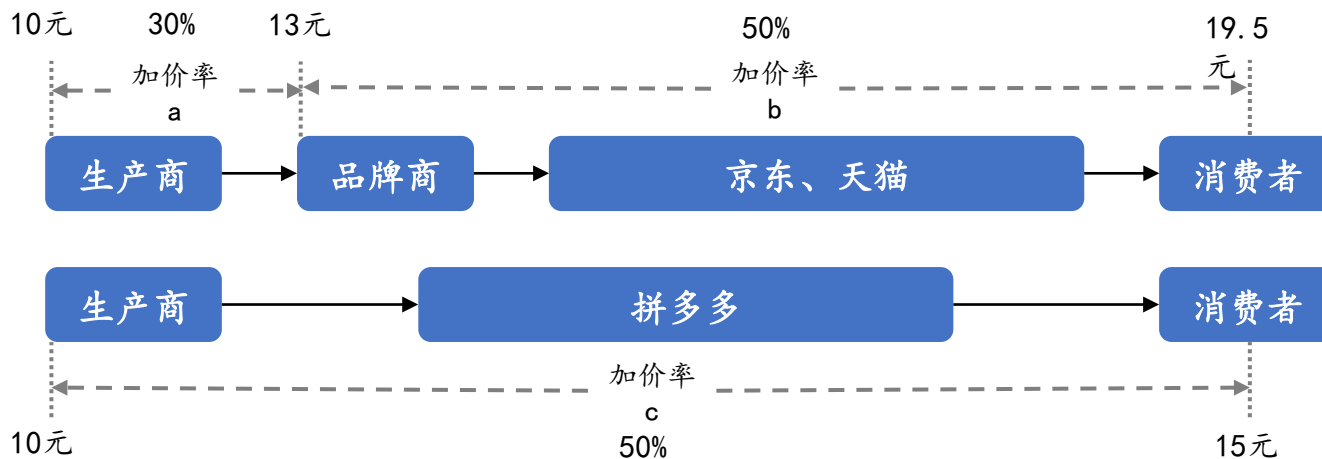 10元 30% 13元 50% 19.5
元
加价率 加价率
a b
生产商 品牌商 京东、天猫 消费者
生产商 拼多多 消费者
加价率
c
10元 50% 15元